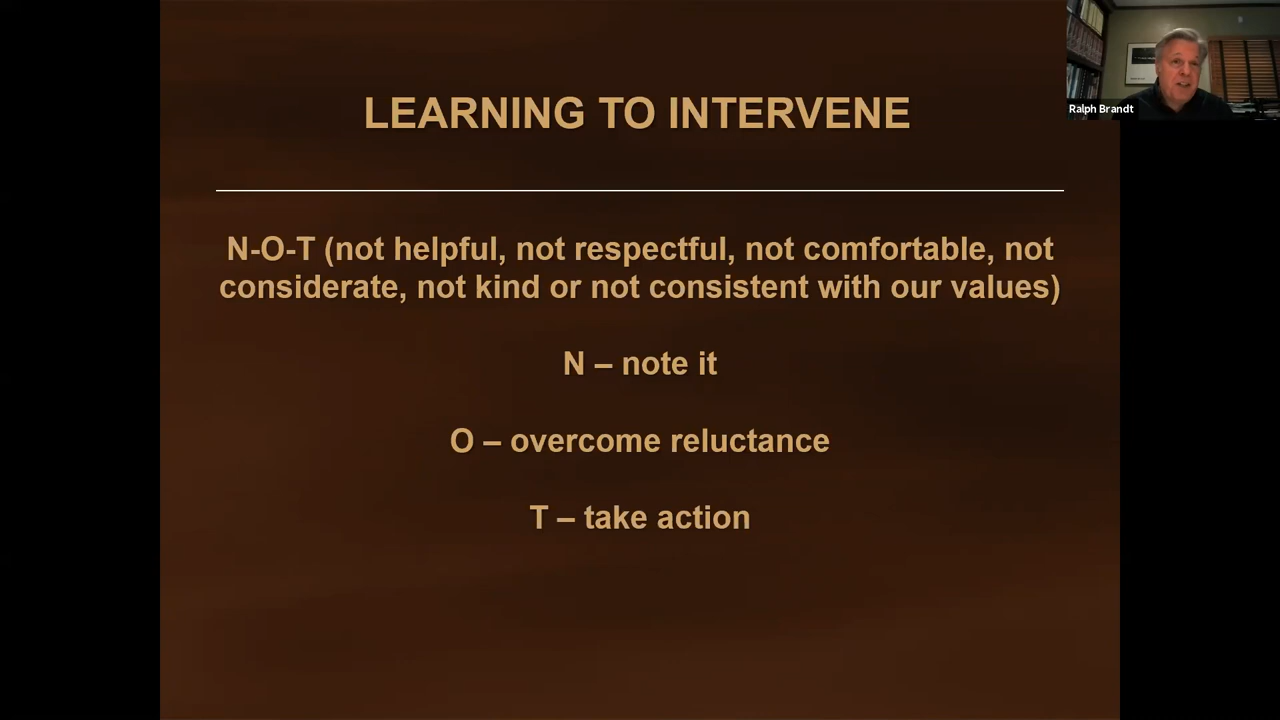 LEARNING TO INTERVENE
Ralph Brandt
N-O-T (not helpful, not respectful, not comfortable, not
considerate, not kind or not consistent with our values)
N – note it
O – overcome reluctance
T – take action